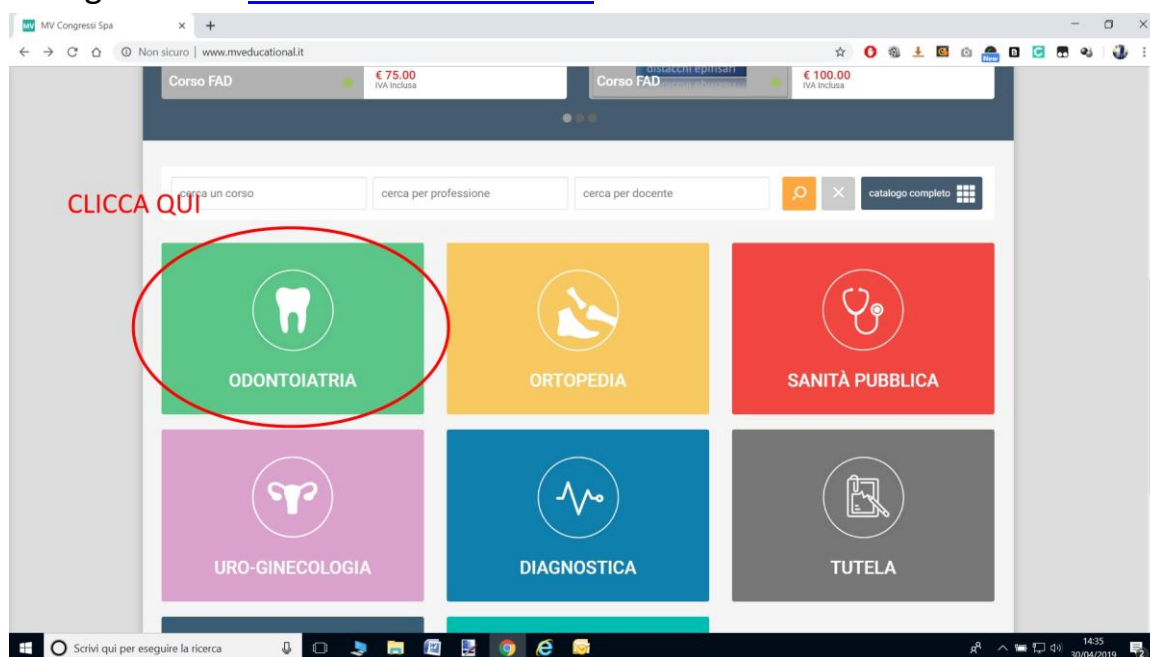 MV Congressi Spa
Non sicuro | www.mveducational.it
New
Corso FAD
€ 75.00
IVA Inclusa
Corso FAD
€ 100.00
IVA Inclusa
cerca un corso
cerca per professione
cerca per docente
catalogo completo
CLICCA QUI
ODONTOIATRIA
ORTOPEDIA
SANITÀ PUBBLICA
URO-GINECOLOGIA
DIAGNOSTICA
TUTELA
Scrivi qui per eseguire la ricerca
14:35
30/04/2019